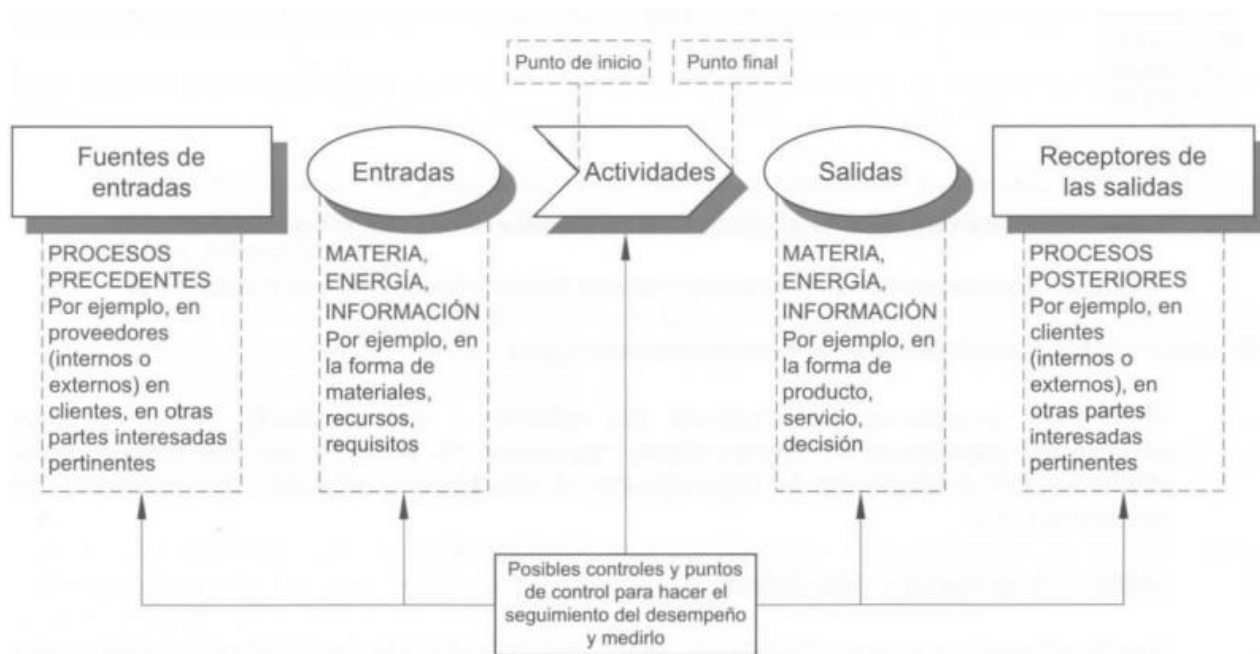 Punto de inicio
Punto final
Fuentes de
entradas
Entradas
Actividades
Salidas
Receptores de
las salidas
PROCESOS
PRECEDENTES
Por ejemplo, en
proveedores
(internos o
externos) en
clientes, en otras
partes interesadas
pertinentes
MATERIA,
ENERGÍA,
INFORMACIÓN
Por ejemplo, en
la forma de
materiales,
recursos,
requisitos
MATERIA,
ENERGÍA,
INFORMACIÓN
Por ejemplo, en
la forma de
producto,
servicio,
decisión
PROCESOS
POSTERIORES
Por ejemplo, en
clientes
(internos o
externos), en
otras partes
interesadas
pertinentes
Posibles controles y puntos
de control para hacer el
seguimiento del desempeño
y medirlo